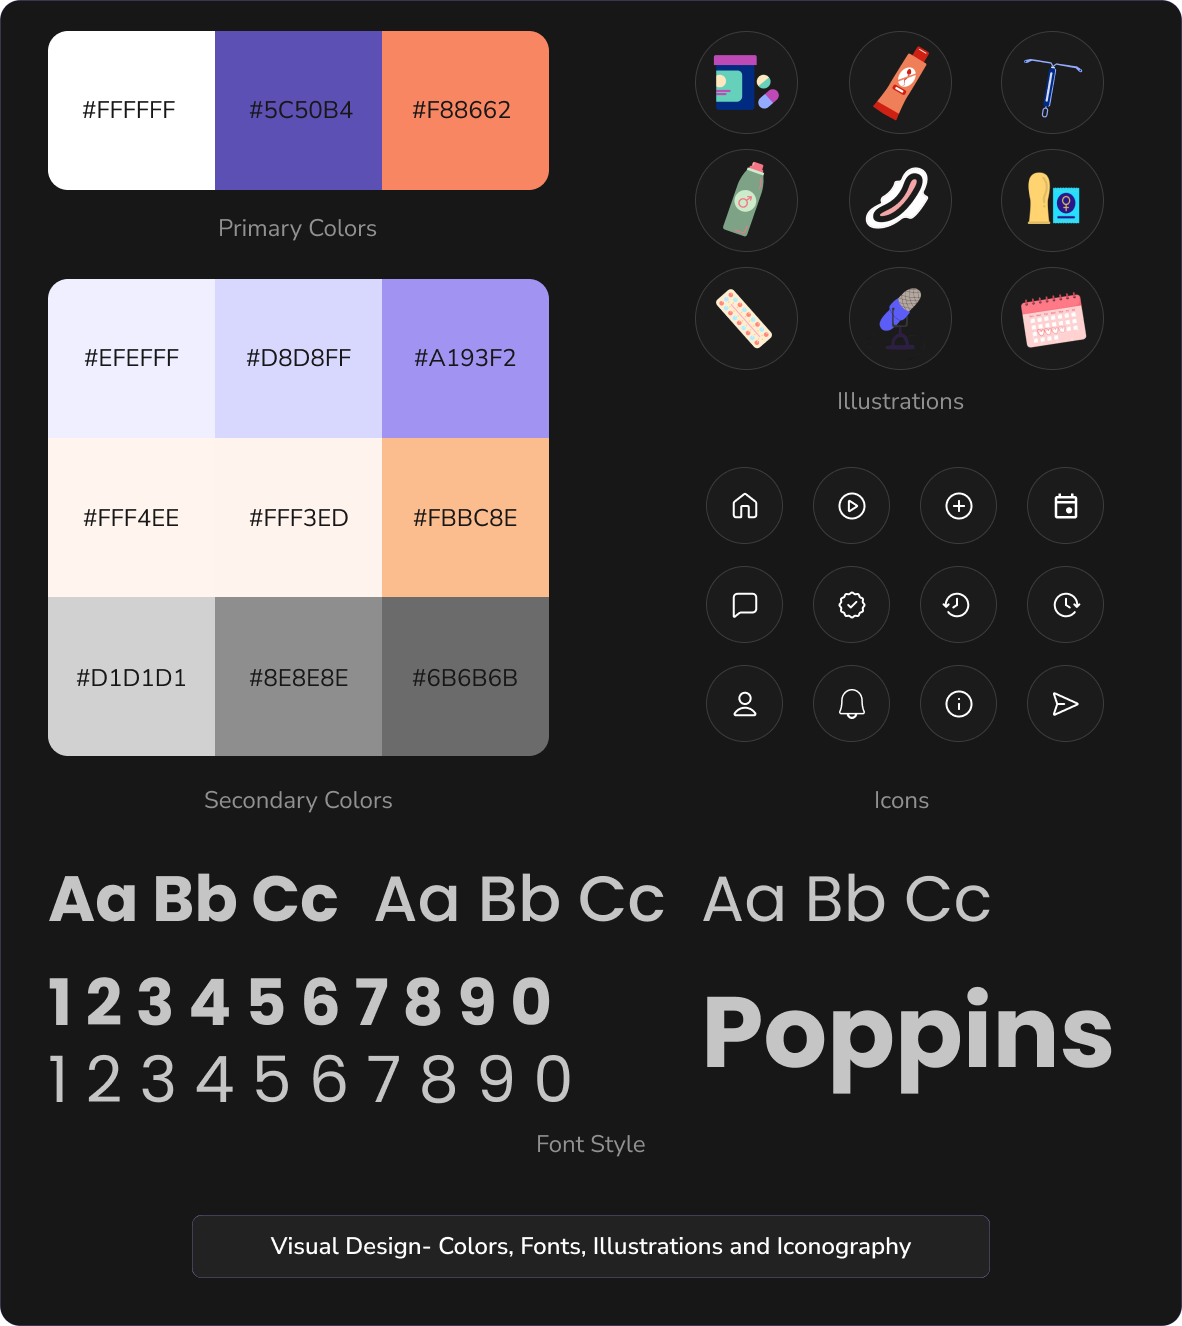 #FFFFFF #5C50B4 #F88662
Primary Colors
#EFEFFF #D8D8FF #A193F2
#FFF4EE #FFF3ED #FBBC8E
#D1D1D1 #8E8E8E #6B6B6B
Secondary Colors
Illustrations
Icons
Aa Bb Cc Aa Bb Cc Aa Bb Cc
1 2 3 4 5 6 7 8 9 0
1 2 3 4 5 6 7 8 9 0
Poppins
Font Style
Visual Design- Colors, Fonts, Illustrations and Iconography